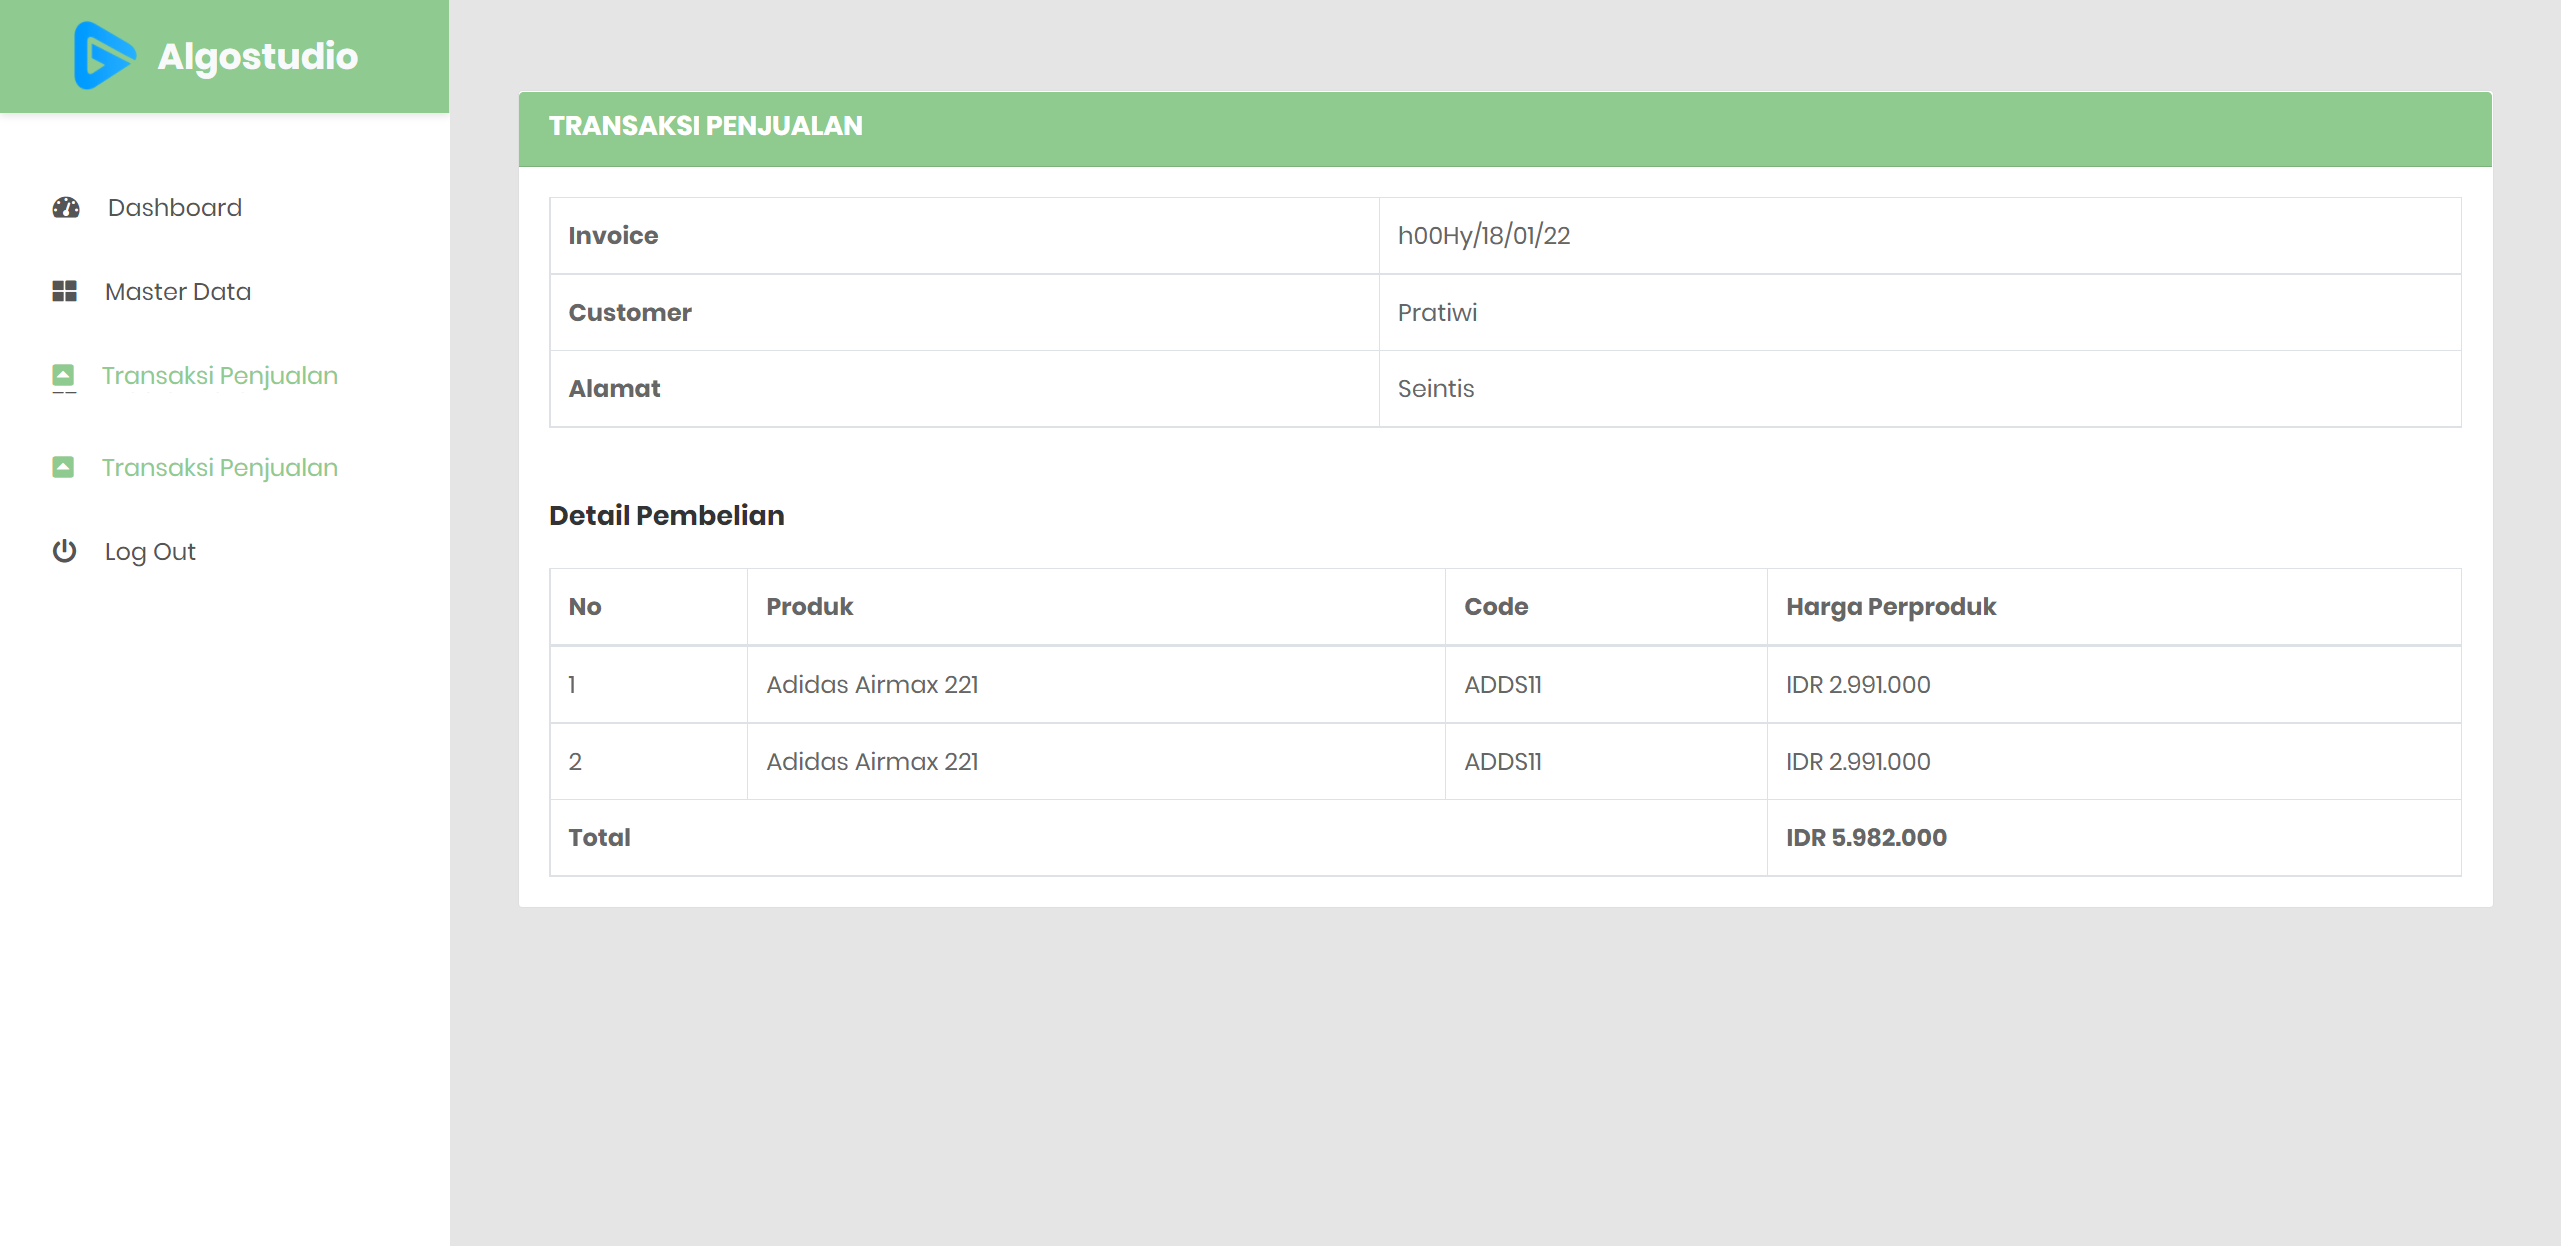 Algostudio
Dashboard
Master Data
Transaksi Penjualan
Transaksi Penjualan
Log Out
TRANSAKSI PENJUALAN
Invoice h00Hy/18/01/22
Customer Pratiwi
Alamat Seintis
Detail Pembelian
No Produk Code Harga Perproduk
1 Adidas Airmax 221 ADDS11 IDR 2.991.000
2 Adidas Airmax 221 ADDS11 IDR 2.991.000
Total IDR 5.982.000